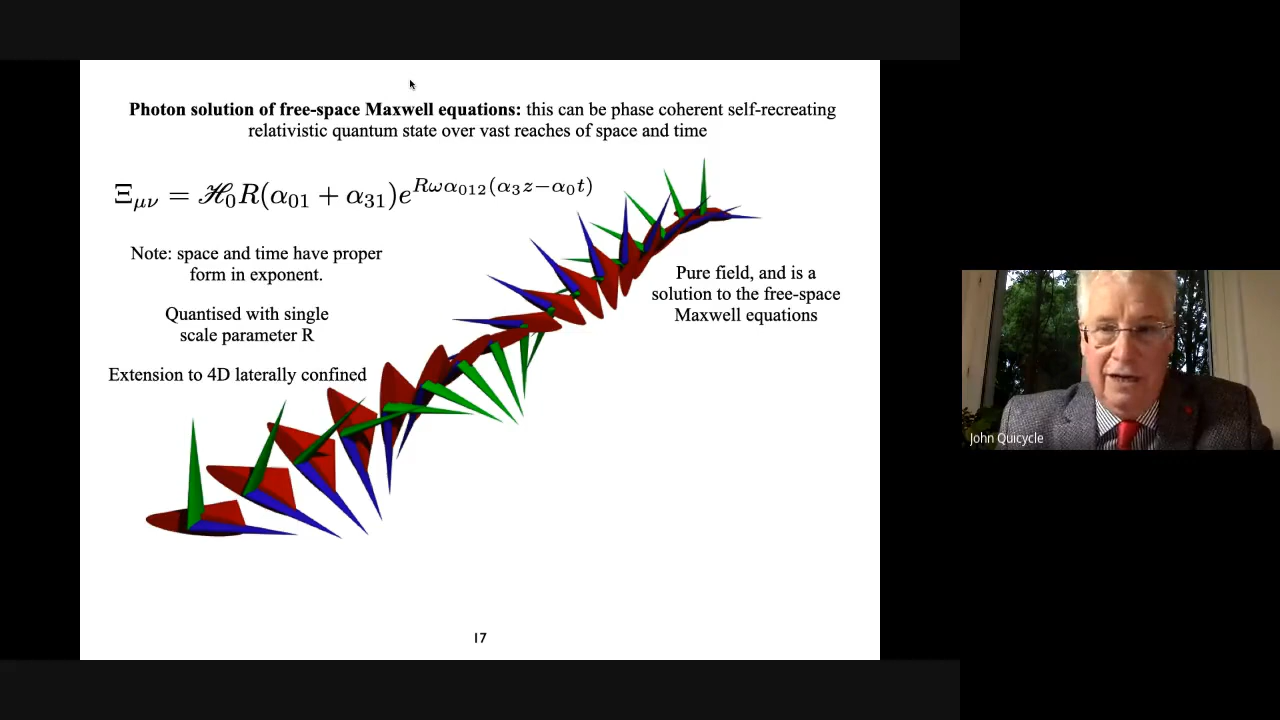 Photon solution of free-space Maxwell equations: this can be phase coherent self-recreating
relativistic quantum state over vast reaches of space and time
Ξ_{μν} = ℋ_0 R(α_{01} + α_{31})e^{Rωα_{012}(α_3 z−α_0 t)}
Note: space and time have proper
form in exponent.
Quantised with single
scale parameter R
Extension to 4D laterally confined
Pure field, and is a
solution to the free-space
Maxwell equations
17
John Quicycle